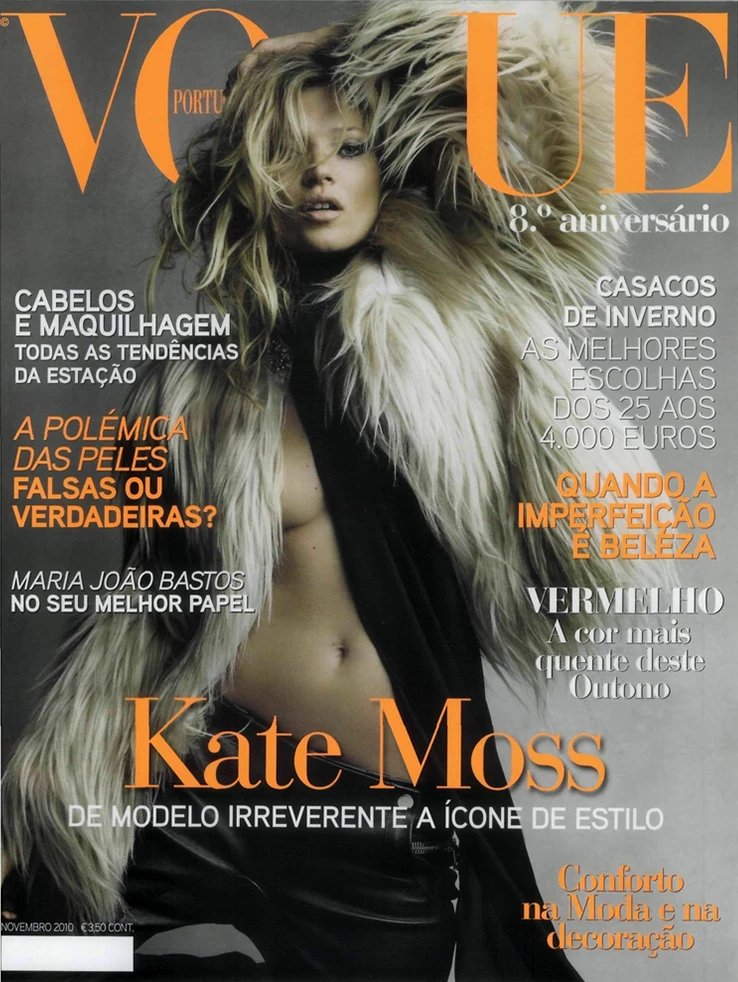 ©
VOGUE
PORTU
8.º aniversário
CABELOS
E MAQUILHAGEM
TODAS AS TENDÊNCIAS
DA ESTAÇÃO
A POLÉMICA
DAS PELES
FALSAS OU
VERDADEIRAS?
MARIA JOÃO BASTOS
NO SEU MELHOR PAPEL
CASACOS
DE INVERNO
AS MELHORES
ESCOLHAS
DOS 25 AOS
4.000 EUROS
QUANDO A
IMPERFEIÇÃO
É BELEZA
VERMELHO
A cor mais
quente deste
Outono
Kate Moss
DE MODELO IRREVERENTE A ÍCONE DE ESTILO
Conforto
na Moda e na
decoração
NOVEMBRO 2010 €3,50 CONT.